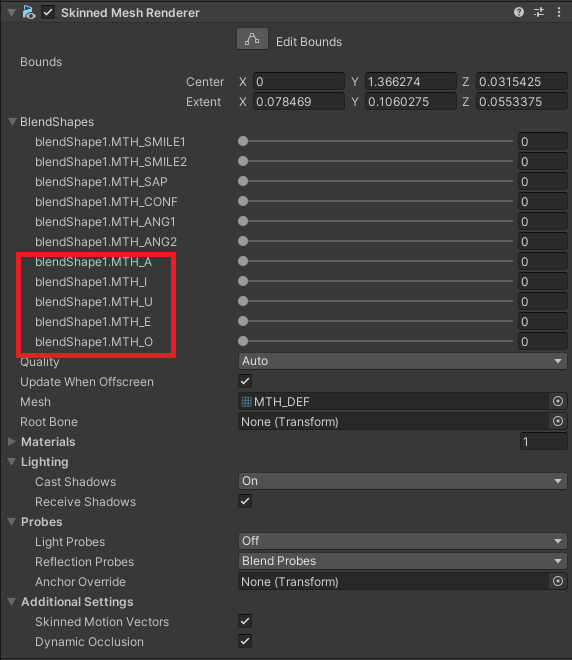 Skinned Mesh Renderer
Edit Bounds
Bounds
Center X 0 Y 1.366274 Z 0.0315425
Extent X 0.078469 Y 0.1060275 Z 0.0553375
BlendShapes
blendShape1.MTH_SMILE1 0
blendShape1.MTH_SMILE2 0
blendShape1.MTH_SAP 0
blendShape1.MTH_CONF 0
blendShape1.MTH_ANG1 0
blendShape1.MTH_ANG2 0
blendShape1.MTH_A 0
blendShape1.MTH_I 0
blendShape1.MTH_U 0
blendShape1.MTH_E 0
blendShape1.MTH_O 0
Quality Auto
Update When Offscreen
Mesh MTH_DEF
Root Bone None (Transform)
Materials 1
Lighting
Cast Shadows On
Receive Shadows
Probes
Light Probes Off
Reflection Probes Blend Probes
Anchor Override None (Transform)
Additional Settings
Skinned Motion Vectors
Dynamic Occlusion